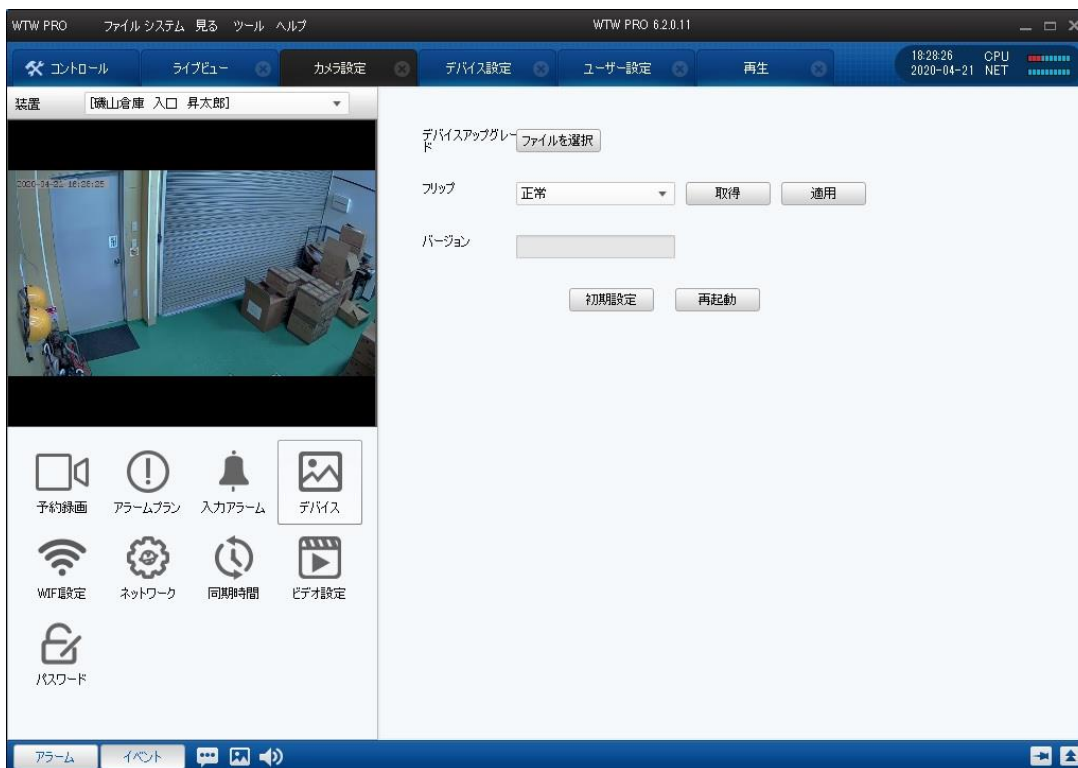 WTW PRO ファイル システム 見る ツール ヘルプ WTW PRO 6.2.0.11
コントロール ライブビュー カメラ設定 デバイス設定 ユーザー設定 再生 18:28:26 CPU
2020-04-21 NET
装置 [磯山倉庫 入口 昇太郎]
2020-04-21 18:28:25
デバイスアップグレー
ド
ファイルを選択
フリップ 正常 取得 適用
バージョン
初期設定 再起動
予約録画 アラームプラン 入力アラーム デバイス
WIFI設定 ネットワーク 同期時間 ビデオ設定
パスワード
アラーム イベント